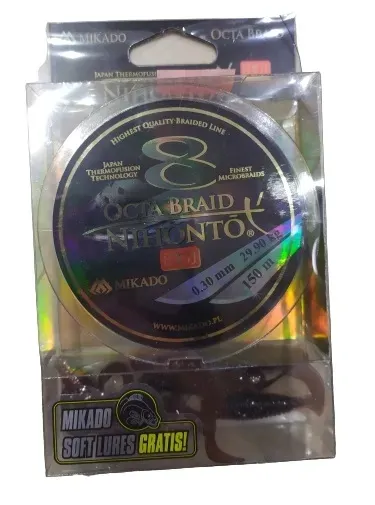 MIKADO
OCTA BRAID
JAPAN THERMOFUSION
NIHONTO
HIGHEST QUALITY BRAIDED LINE
8
JAPAN
THERMOFUSION
TECHNOLOGY
FINEST
MICROBRAIDS
OCTA BRAID
NIHONTŌ®
MIKADO
0,30 mm 29.90 kg
150 m
WWW.MIKADO.PL
MIKADO
SOFT LURES GRATIS!